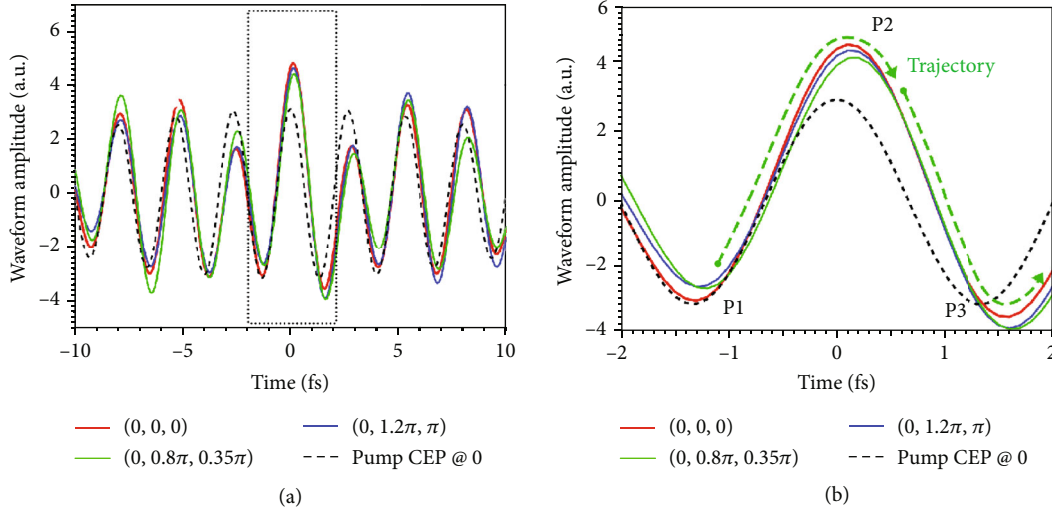 (a)
6
4
2
0
−2
−4
Waveform amplitude (a.u.)
−10
−5
0
5
10
Time (fs)
(0, 0, 0)
(0, 1.2π, π)
(0, 0.8π, 0.35π)
Pump CEP @ 0
(a)
6
4
2
0
−2
−4
Waveform amplitude (a.u.)
P2
Trajectory
P1
P3
−2
−1
0
1
2
Time (fs)
(0, 0, 0)
(0, 1.2π, π)
(0, 0.8π, 0.35π)
Pump CEP @ 0
(b)